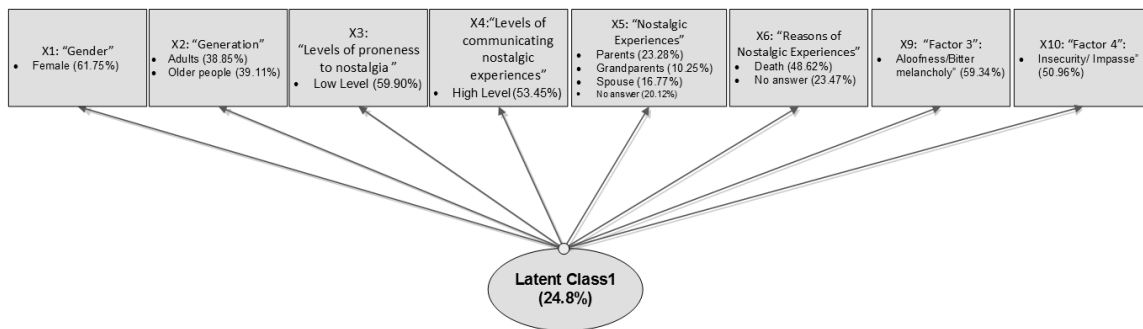 X1: “Gender”
• Female (61.75%)
X2: “Generation”
• Adults (38.85%)
• Older people (39.11%)
X3:
“Levels of proneness
to nostalgia ”
• Low Level (59.90%)
X4:“Levels of
communicating
nostalgic
experiences”
• High Level (53.45%)
X5: “Nostalgic
Experiences”
• Parents (23.28%)
• Grandparents (10.25%)
• Spouse (16.77%)
• No answer (20.12%)
X6: “Reasons of
Nostalgic Experiences”
• Death (48.62%)
• No answer (23.47%)
X9: “Factor 3”:
• Aloofness/Bitter
melancholy” (59.34%)
X10: “Factor 4”:
• Insecurity/ Impasse”
(50.96%)
Latent Class1
(24.8%)